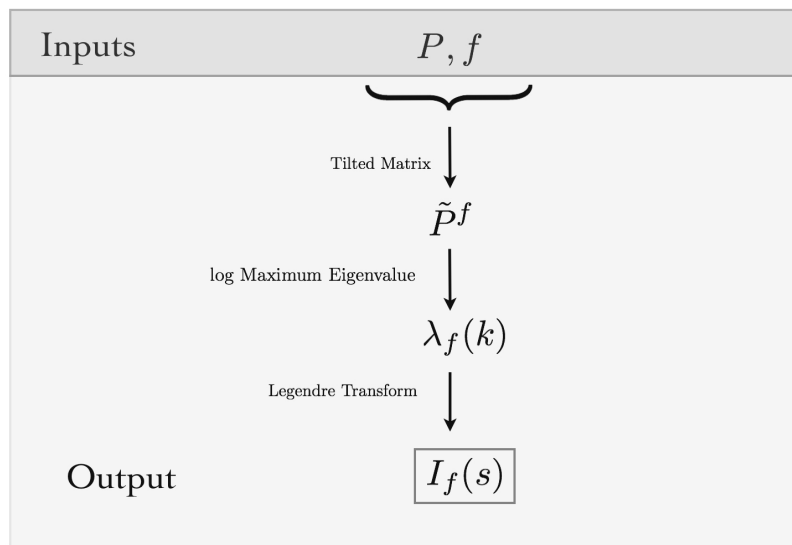 Inputs P, f
Tilted Matrix
P̃^f
log Maximum Eigenvalue
λ_f(k)
Legendre Transform
Output I_f(s)